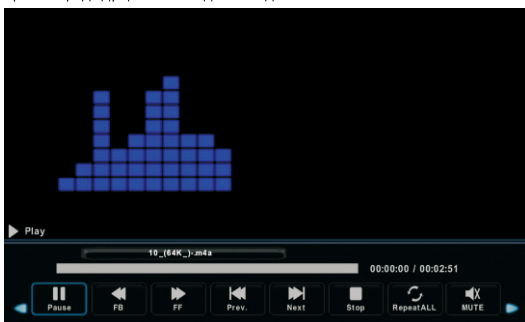 Play
10_(64K_)-.m4a
00:00:00 / 00:02:51
Pause FB FF Prev. Next Stop RepeatALL MUTE